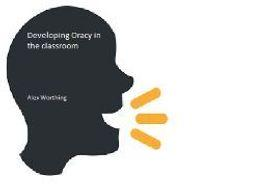 Developing Oracy in
the classroom
Alex Worthing